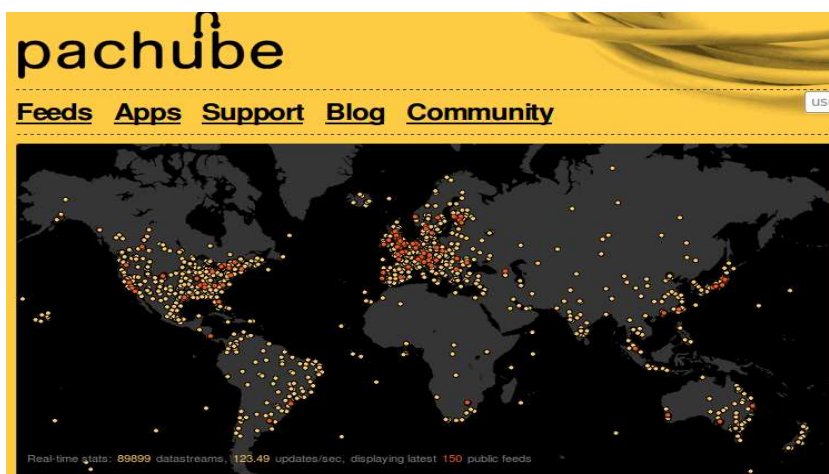 pachube
Feeds Apps Support Blog Community
us
Real-time stats: 89899 datastreams, 123.49 updates/sec, displaying latest 150 public feeds